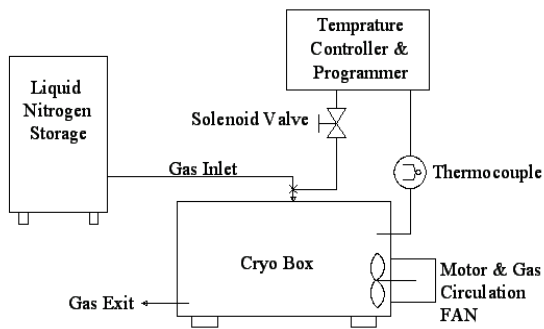 Temprature
Controller &
Programmer
Liquid
Nitrogen
Storage
Solenoid Valve
Gas Inlet
Thermocouple
Cryo Box
Motor & Gas
Circulation
FAN
Gas Exit